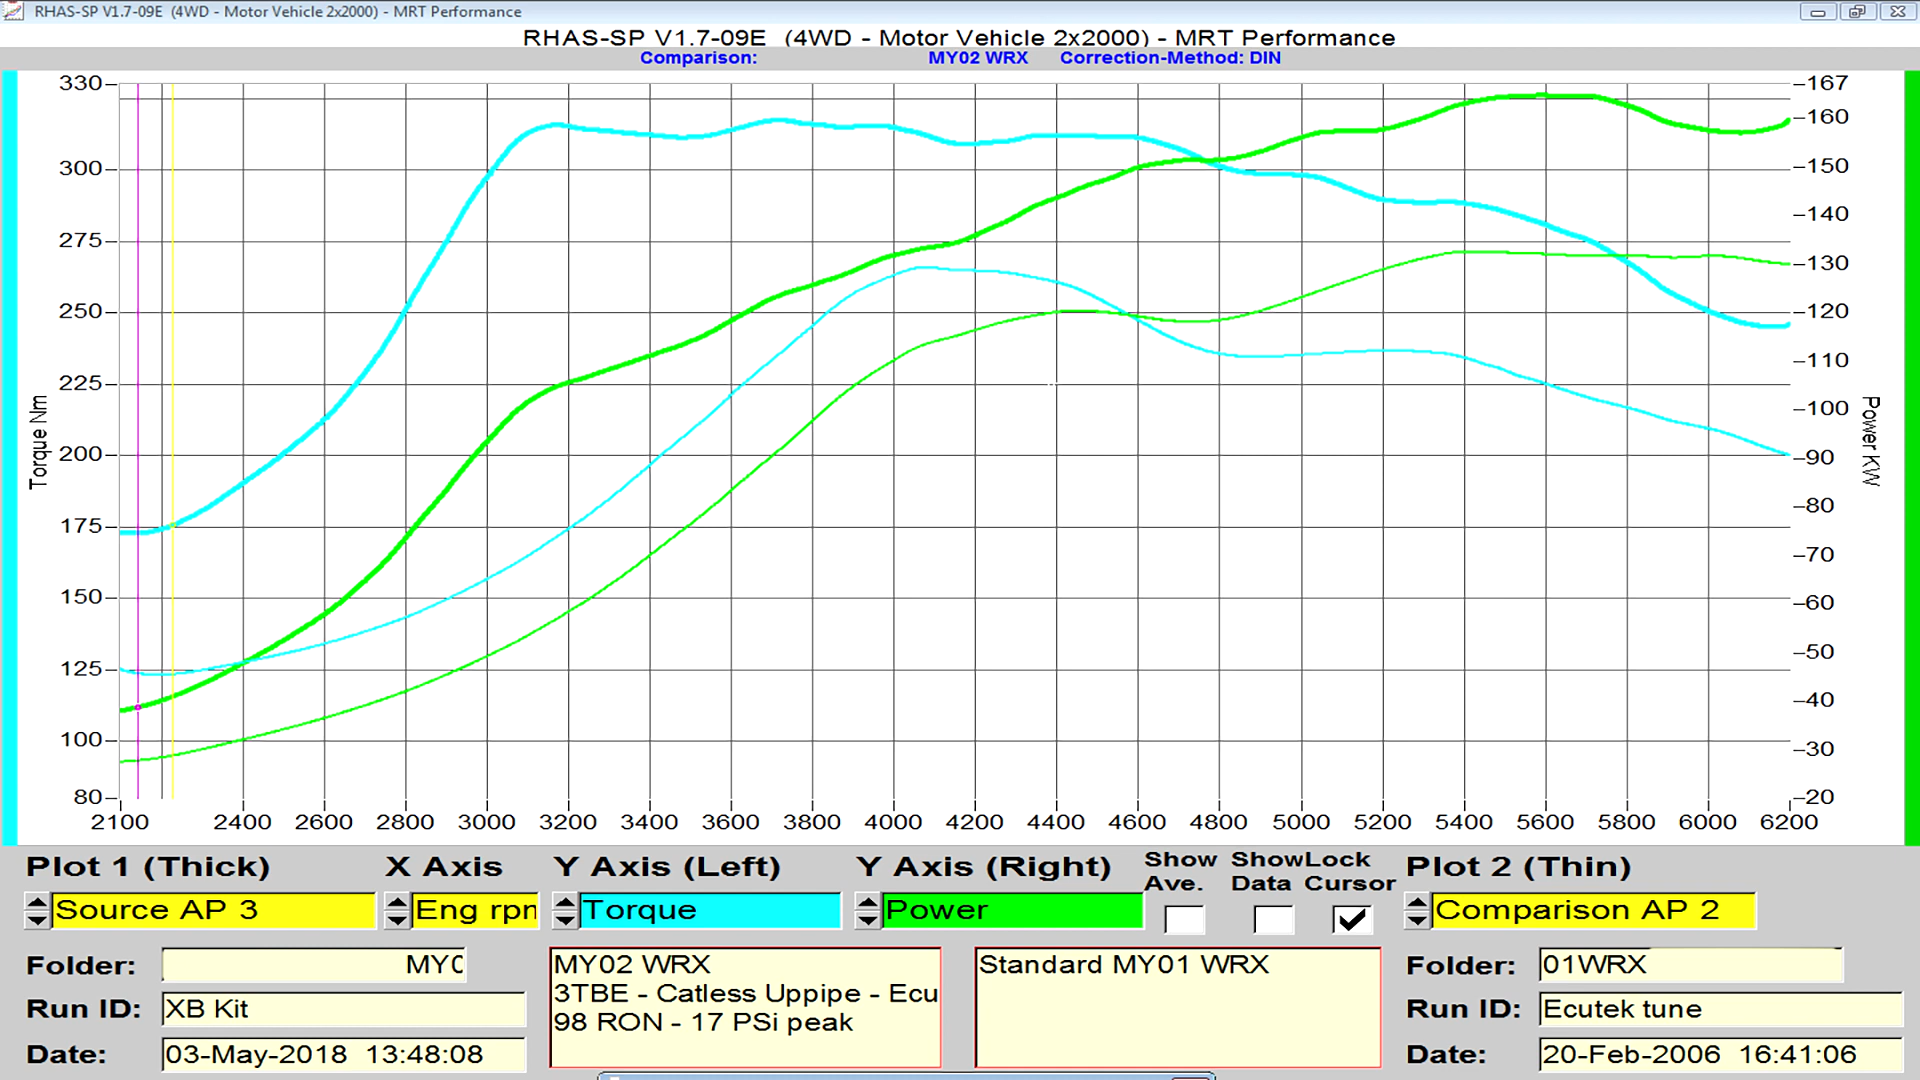 RHAS-SP V1.7-09E (4WD - Motor Vehicle 2x2000) - MRT Performance
RHAS-SP V1.7-09E (4WD - Motor Vehicle 2x2000) - MRT Performance
Comparison: MY02 WRX Correction-Method: DIN
330 300 275 250 225 200 175 150 125 100 80
Torque Nm
167 160 150 140 130 120 110 100 90 80 70 60 50 40 30 20
Power KW
2100 2400 2600 2800 3000 3200 3400 3600 3800 4000 4200 4400 4600 4800 5000 5200 5400 5600 5800 6000 6200
Plot 1 (Thick) X Axis Y Axis (Left) Y Axis (Right) Show Ave. Show Data Lock Cursor Plot 2 (Thin)
Source AP 3 Eng rpn Torque Power Comparison AP 2
Folder: MYC
Run ID: XB Kit
Date: 03-May-2018 13:48:08
MY02 WRX
3TBE - Catless Uppipe - Ecu
98 RON - 17 PSi peak
Standard MY01 WRX
Folder: 01WRX
Run ID: Ecutek tune
Date: 20-Feb-2006 16:41:06